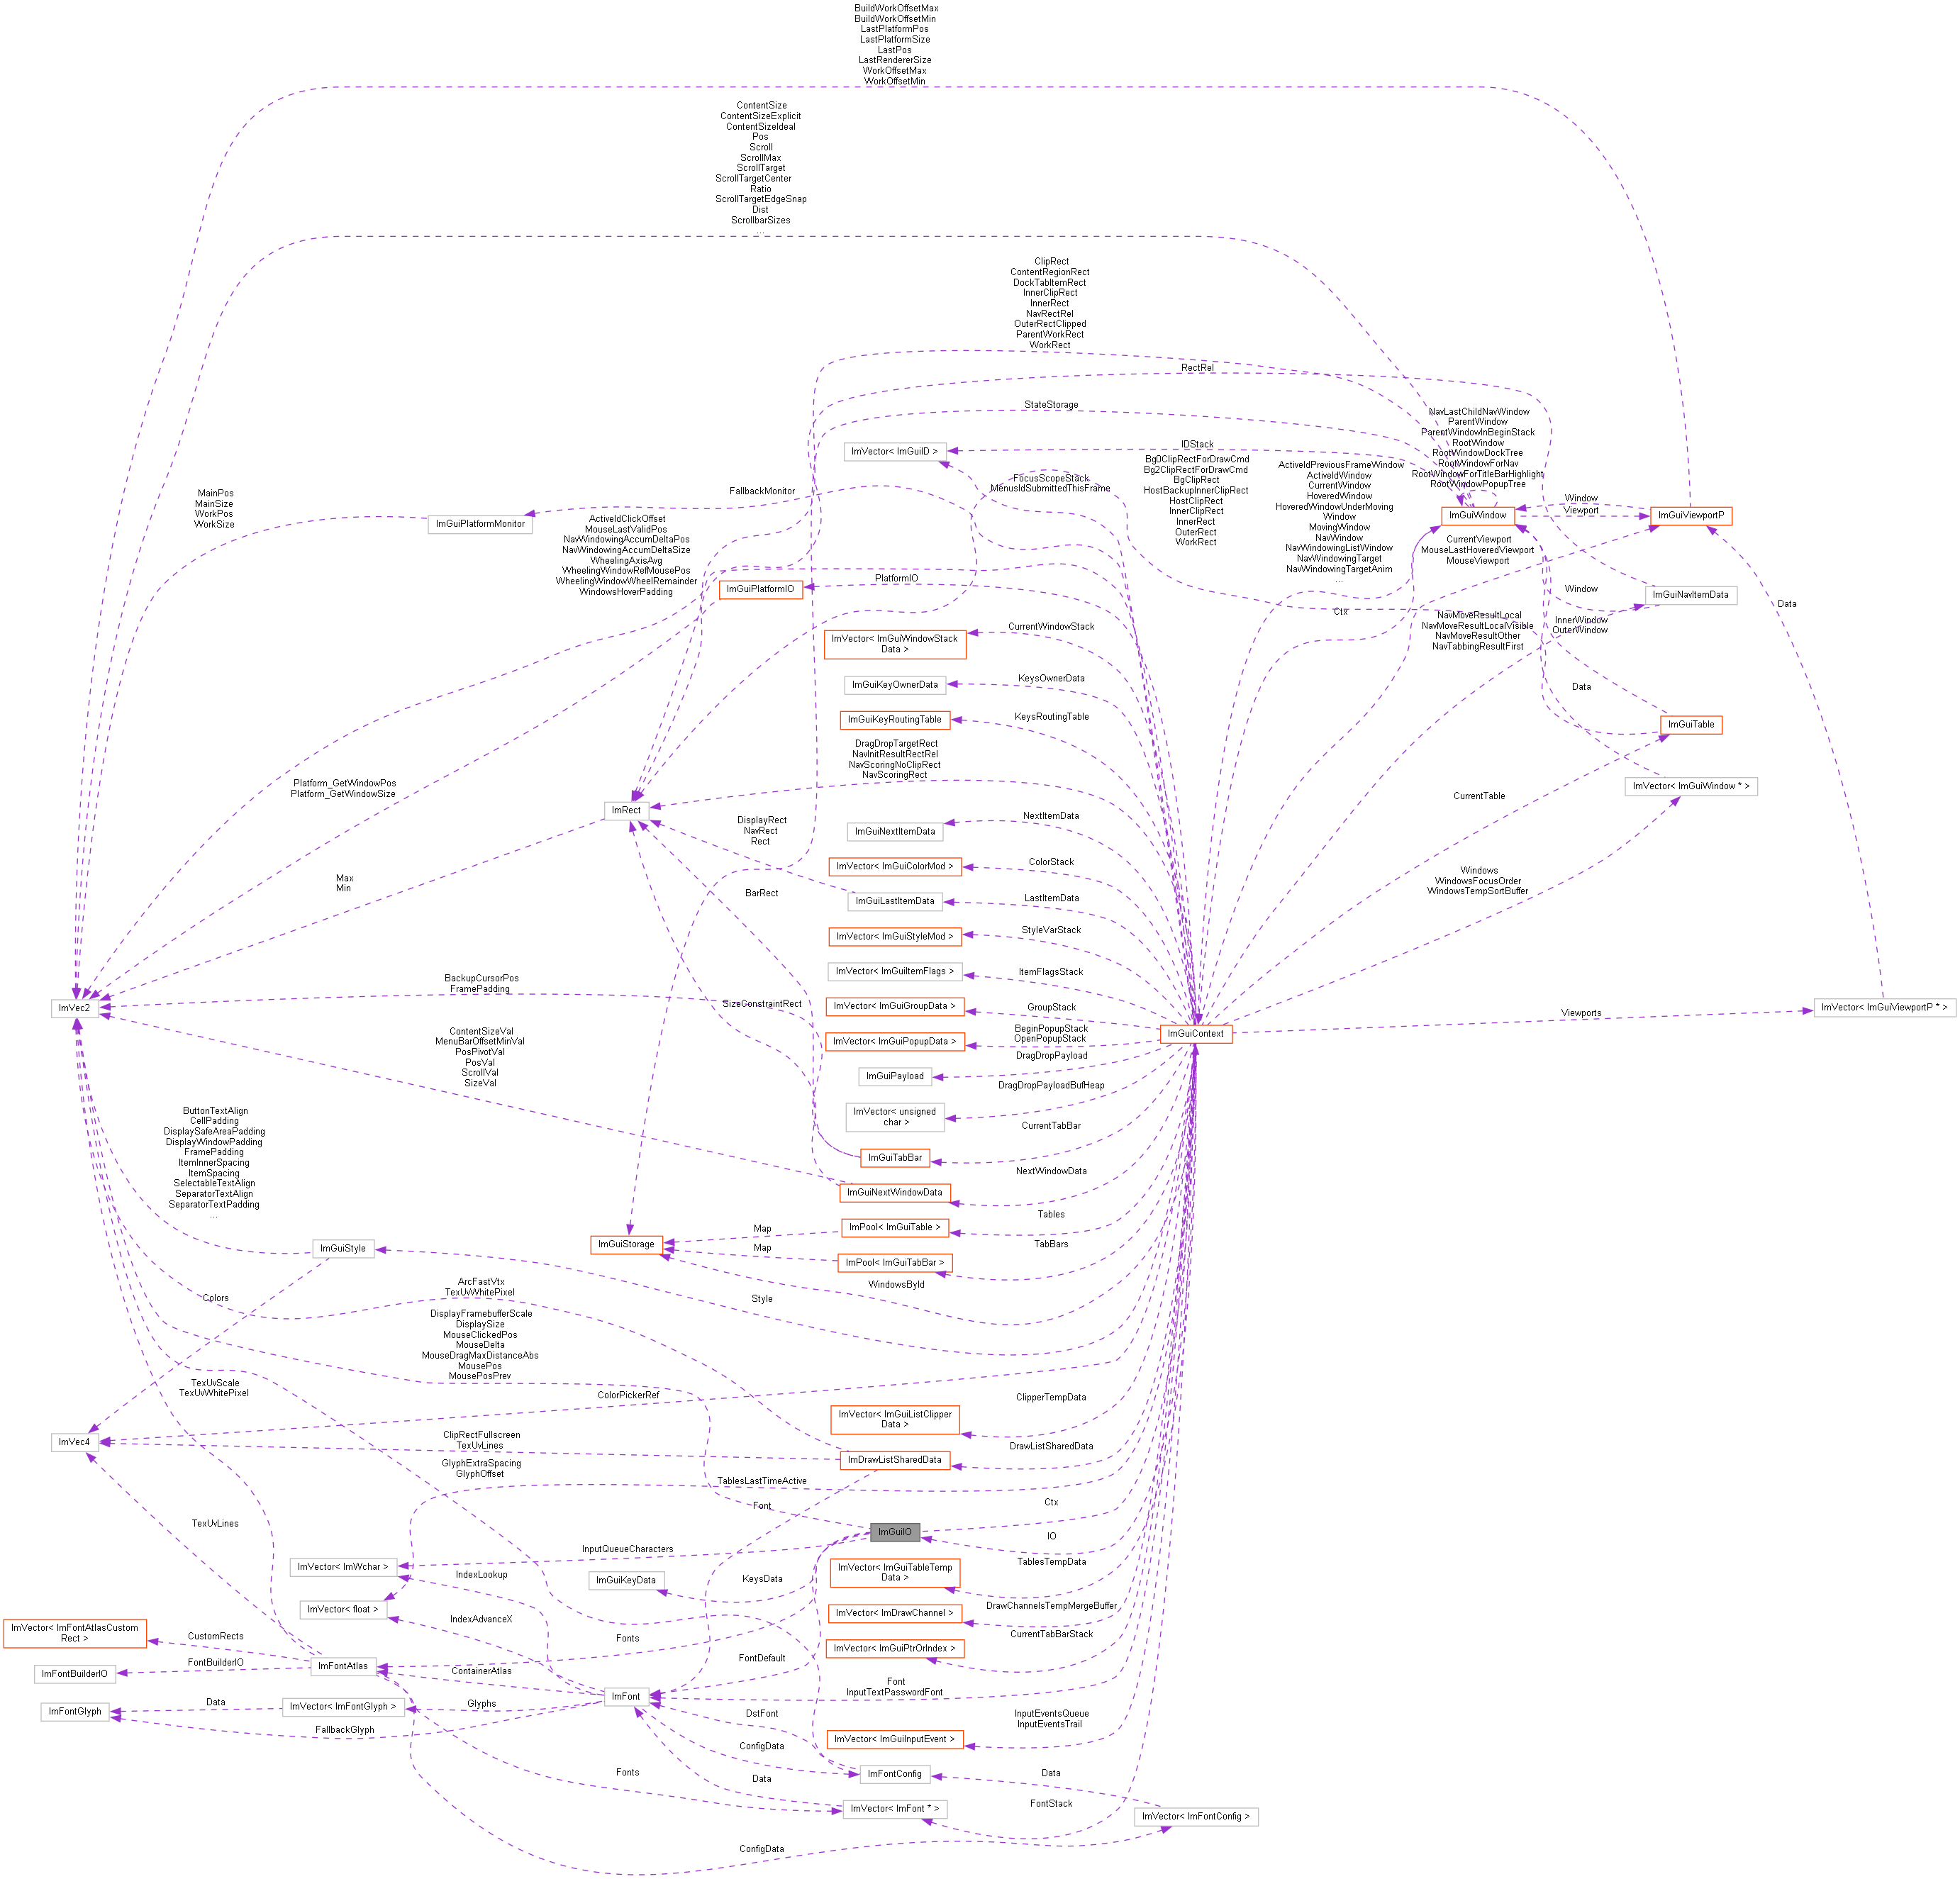 BuildWorkOffsetMax
BuildWorkOffsetMin
LastPlatformPos
LastPlatformSize
LastPos
LastRendererSize
WorkOffsetMax
WorkOffsetMin
ContentSize
ContentSizeExplicit
ContentSizeIdeal
Pos
Scroll
ScrollMax
ScrollTarget
ScrollTargetCenter
Ratio
ScrollTargetEdgeSnap
Dist
ScrollbarSizes
...
ClipRect
ContentRegionRect
DockTabItemRect
InnerClipRect
InnerRect
NavRectRel
OuterRectClipped
ParentWorkRect
WorkRect
RectRel
StateStorage
NavLastChildNavWindow
ParentWindow
ParentWindowInBeginStack
RootWindow
RootWindowDockTree
RootWindowForNav
RootWindowForTitleBarHighlight
RootWindowPopupTree
IDStack
ImVector< ImGuiID >
Bg0ClipRectForDrawCmd
Bg2ClipRectForDrawCmd
BgClipRect
HostBackupInnerClipRect
HostClipRect
InnerClipRect
InnerRect
OuterRect
WorkRect
ActiveIdPreviousFrameWindow
ActiveIdWindow
CurrentWindow
HoveredWindow
HoveredWindowUnderMoving
Window
MovingWindow
NavWindow
NavWindowingListWindow
NavWindowingTarget
NavWindowingTargetAnim
...
FocusScopeStack
MenusIdSubmittedThisFrame
FallbackMonitor
MainPos
MainSize
WorkPos
WorkSize
ImGuiPlatformMonitor
ImGuiWindow
Window
Viewport
ImGuiViewportP
CurrentViewport
MouseLastHoveredViewport
MouseViewport
ActiveIdClickOffset
MouseLastValidPos
NavWindowingAccumDeltaPos
NavWindowingAccumDeltaSize
WheelingAxisAvg
WheelingWindowRefMousePos
WheelingWindowWheelRemainder
WindowsHoverPadding
ImGuiPlatformIO
PlatformIO
Window
ImGuiNavItemData
Data
Ctx
NavMoveResultLocal
NavMoveResultLocalVisible
NavMoveResultOther
NavTabbingResultFirst
InnerWindow
OuterWindow
ImVector< ImGuiWindowStack
Data >
CurrentWindowStack
ImGuiKeyOwnerData
KeysOwnerData
Data
ImGuiKeyRoutingTable
KeysRoutingTable
ImGuiTable
DragDropTargetRect
NavInitResultRectRel
NavScoringNoClipRect
NavScoringRect
Platform_GetWindowPos
Platform_GetWindowSize
ImVector< ImGuiWindow * >
CurrentTable
ImRect
NextItemData
ImGuiNextItemData
DisplayRect
NavRect
Rect
ImVector< ImGuiColorMod >
ColorStack
Max
Min
BarRect
ImGuiLastItemData
LastItemData
Windows
WindowsFocusOrder
WindowsTempSortBuffer
ImVector< ImGuiStyleMod >
StyleVarStack
ImVector< ImGuiItemFlags >
ItemFlagsStack
BackupCursorPos
FramePadding
ImVec2
SizeConstraintRect
ImVector< ImGuiGroupData >
GroupStack
ImVector< ImGuiViewportP * >
Viewports
ImGuiContext
ImVector< ImGuiPopupData >
BeginPopupStack
OpenPopupStack
ContentSizeVal
MenuBarOffsetMinVal
PosPivotVal
PosVal
ScrollVal
SizeVal
ImGuiPayload
DragDropPayload
DragDropPayloadBufHeap
ImVector< unsigned
char >
CurrentTabBar
ButtonTextAlign
CellPadding
DisplaySafeAreaPadding
DisplayWindowPadding
FramePadding
ItemInnerSpacing
ItemSpacing
SelectableTextAlign
SeparatorTextAlign
SeparatorTextPadding
...
ImGuiTabBar
NextWindowData
ImGuiNextWindowData
Tables
ImPool< ImGuiTable >
Map
ImGuiStorage
ImGuiStyle
TabBars
Map
ImPool< ImGuiTabBar >
WindowsById
Style
Colors
ArcFastVtx
TexUvWhitePixel
DisplayFramebufferScale
DisplaySize
MouseClickedPos
MouseDelta
MouseDragMaxDistanceAbs
MousePos
MousePosPrev
TexUvScale
TexUvWhitePixel
ColorPickerRef
ClipperTempData
ImVector< ImGuiListClipper
Data >
ImVec4
ClipRectFullscreen
TexUvLines
DrawListSharedData
ImDrawListSharedData
GlyphExtraSpacing
GlyphOffset
TablesLastTimeActive
Font
Ctx
TexUvLines
ImGuiIO
IO
InputQueueCharacters
ImVector< ImWchar >
IndexLookup
ImGuiKeyData
KeysData
ImVector< ImGuiTableTemp
Data >
TablesTempData
ImVector< float >
IndexAdvanceX
ImVector< ImDrawChannel >
DrawChannelsTempMergeBuffer
ImVector< ImFontAtlasCustom
Rect >
CustomRects
Fonts
ImVector< ImGuiPtrOrIndex >
CurrentTabBarStack
FontBuilderIO
ImFontBuilderIO
ImFontAtlas
ContainerAtlas
FontDefault
Font
InputTextPasswordFont
ImFont
ImFontGlyph
Data
ImVector< ImFontGlyph >
Glyphs
FallbackGlyph
DstFont
InputEventsQueue
InputEventsTrail
ImVector< ImGuiInputEvent >
ConfigData
ImFontConfig
Fonts
Data
Data
FontStack
ImVector< ImFont * >
ImVector< ImFontConfig >
ConfigData